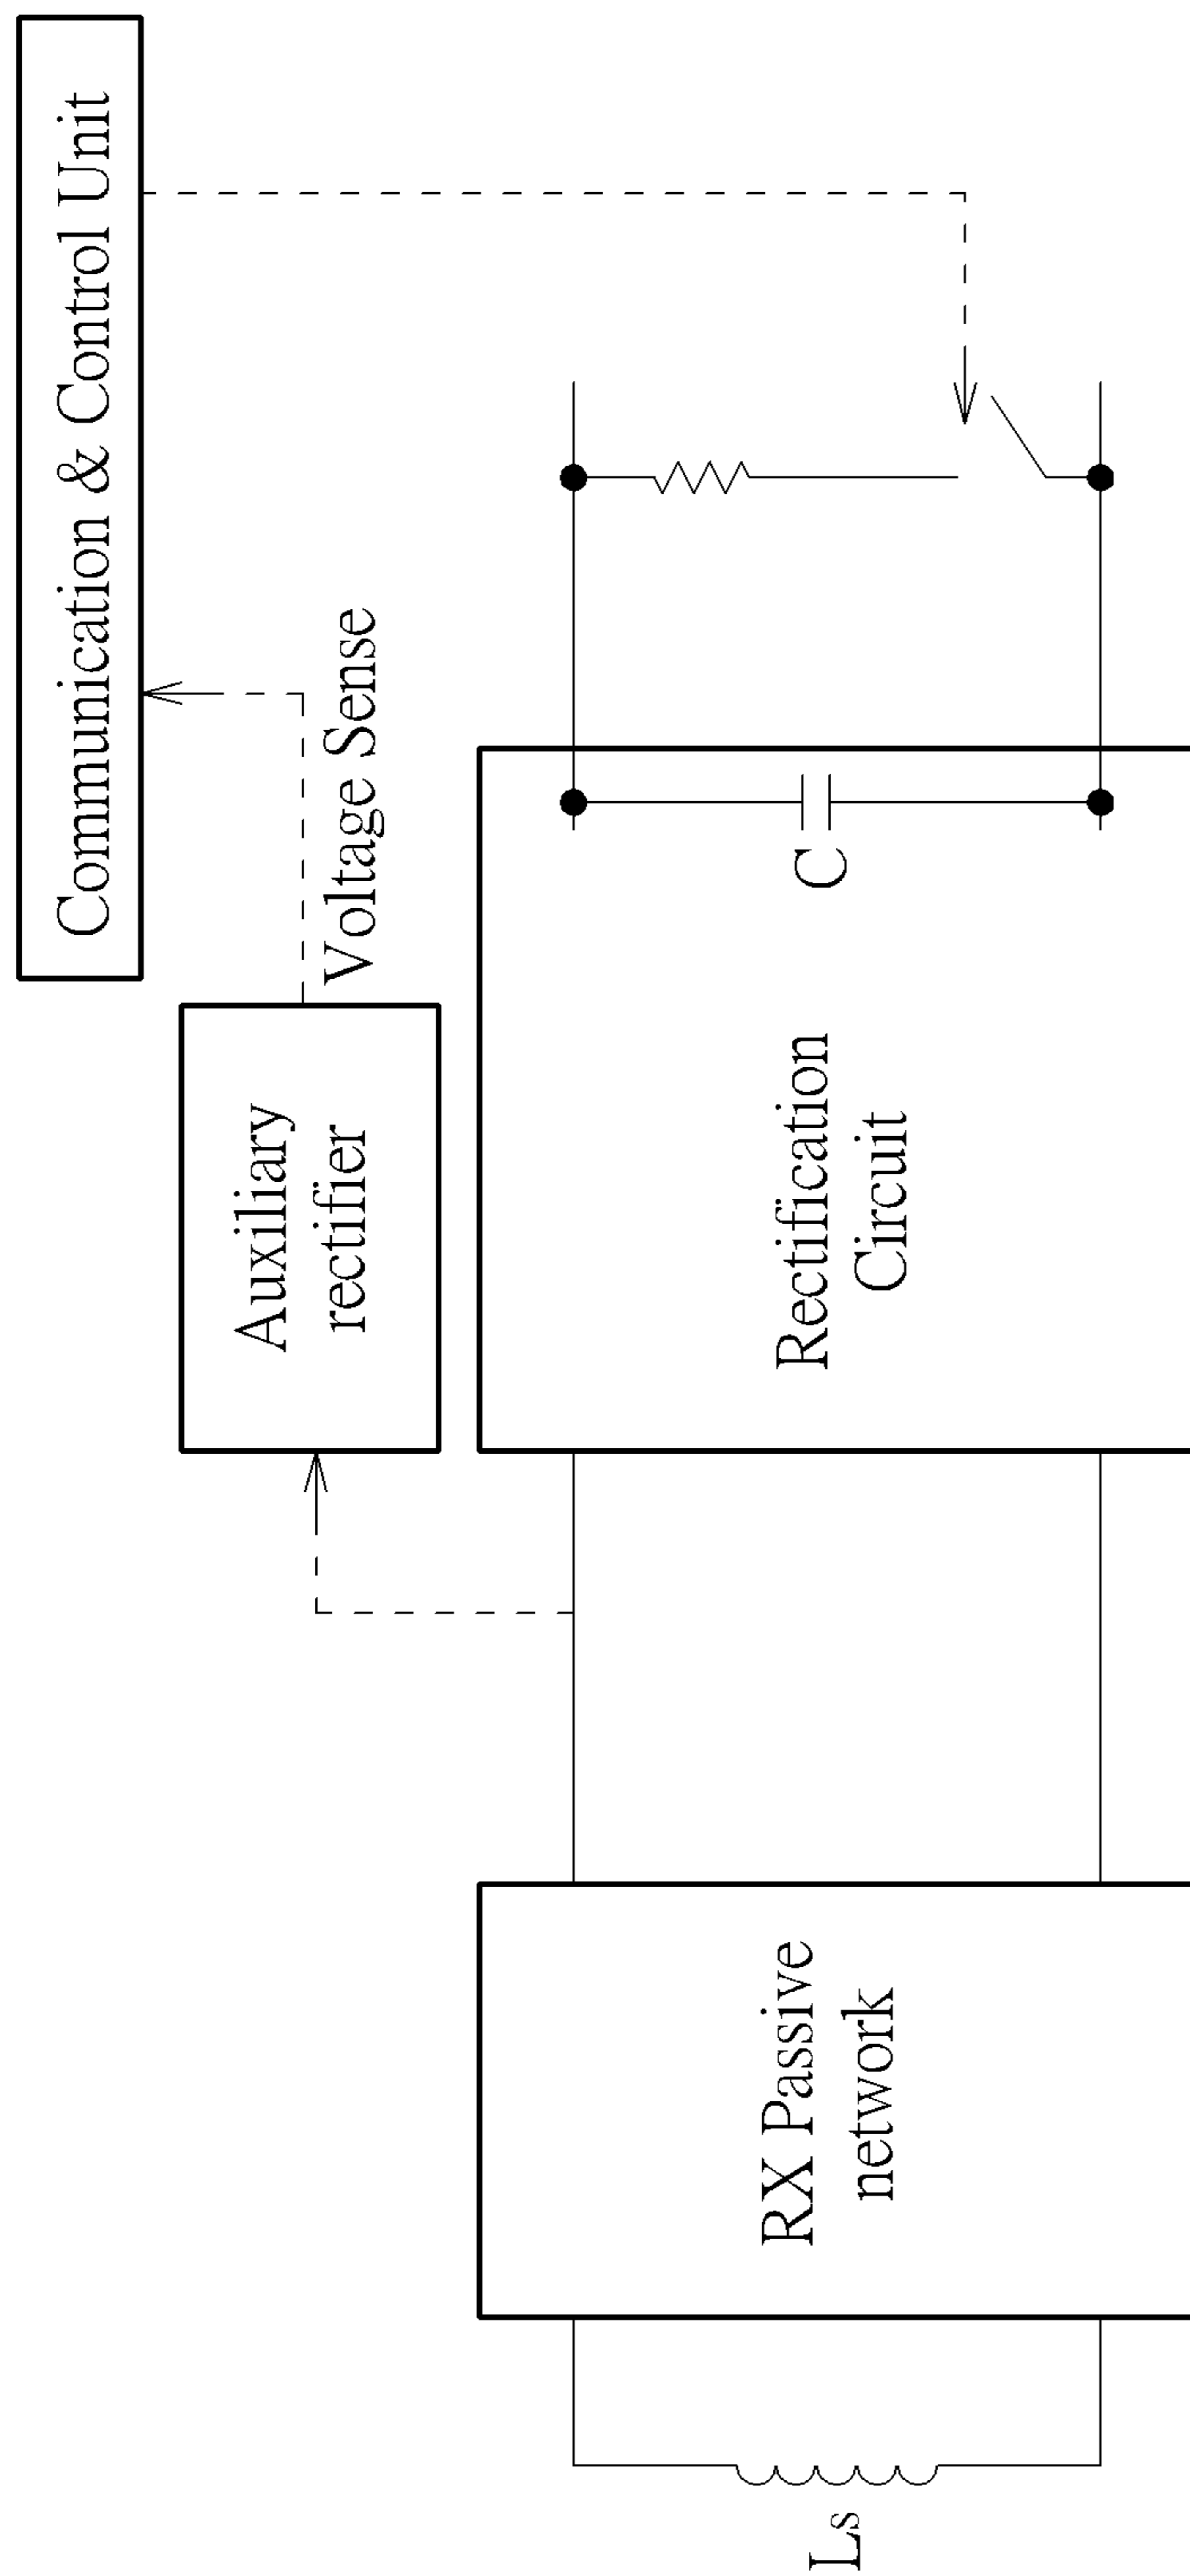 Communication & Control Unit
Auxiliary
rectifier
Voltage Sense
Ls
RX Passive
network
Rectification
Circuit
C